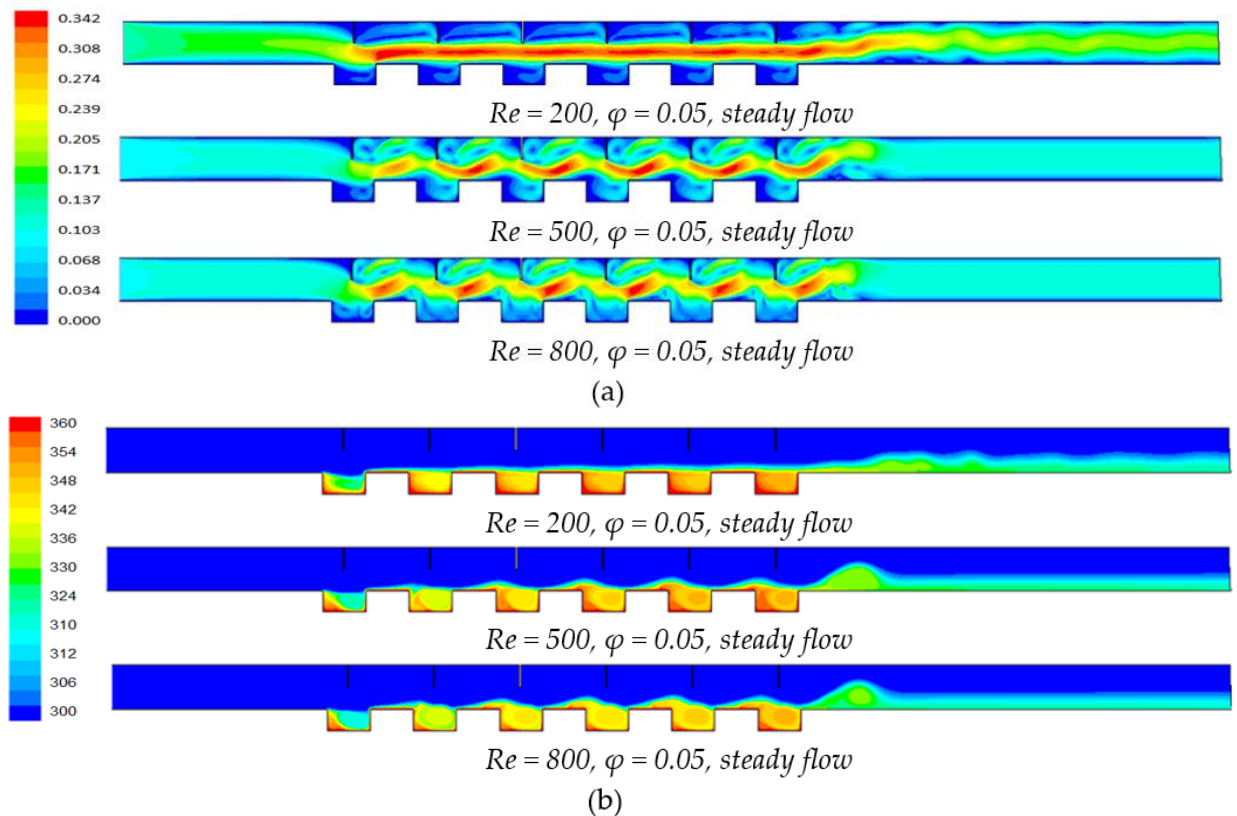 0.342
0.308
0.274
0.239
0.205
0.171
0.137
0.103
0.068
0.034
0.000
Re = 200, φ = 0.05, steady flow
Re = 500, φ = 0.05, steady flow
Re = 800, φ = 0.05, steady flow
(a)
360
354
348
342
336
330
324
310
312
306
300
Re = 200, φ = 0.05, steady flow
Re = 500, φ = 0.05, steady flow
Re = 800, φ = 0.05, steady flow
(b)